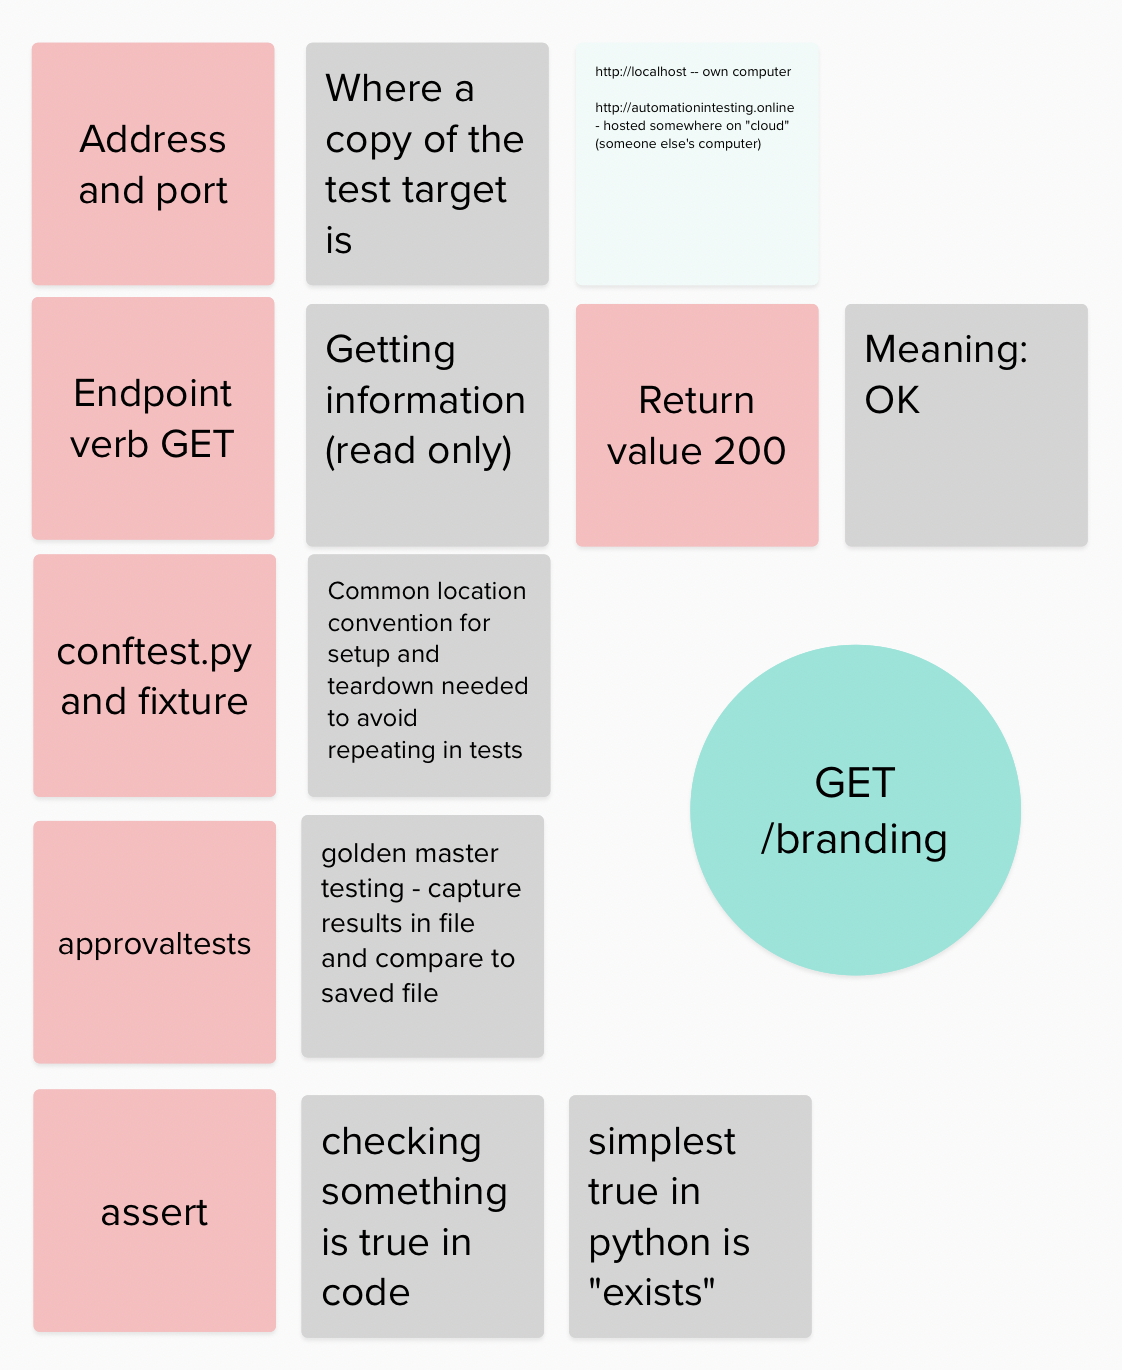 Address
and port
Where a
copy of the
test target
is
http://localhost -- own computer
http://automationintesting.online
- hosted somewhere on "cloud"
(someone else's computer)
Endpoint
verb GET
Getting
information
(read only)
Return
value 200
Meaning:
OK
conftest.py
and fixture
Common location
convention for
setup and
teardown needed
to avoid
repeating in tests
GET
/branding
approvaltests
golden master
testing - capture
results in file
and compare to
saved file
assert
checking
something
is true in
code
simplest
true in
python is
"exists"